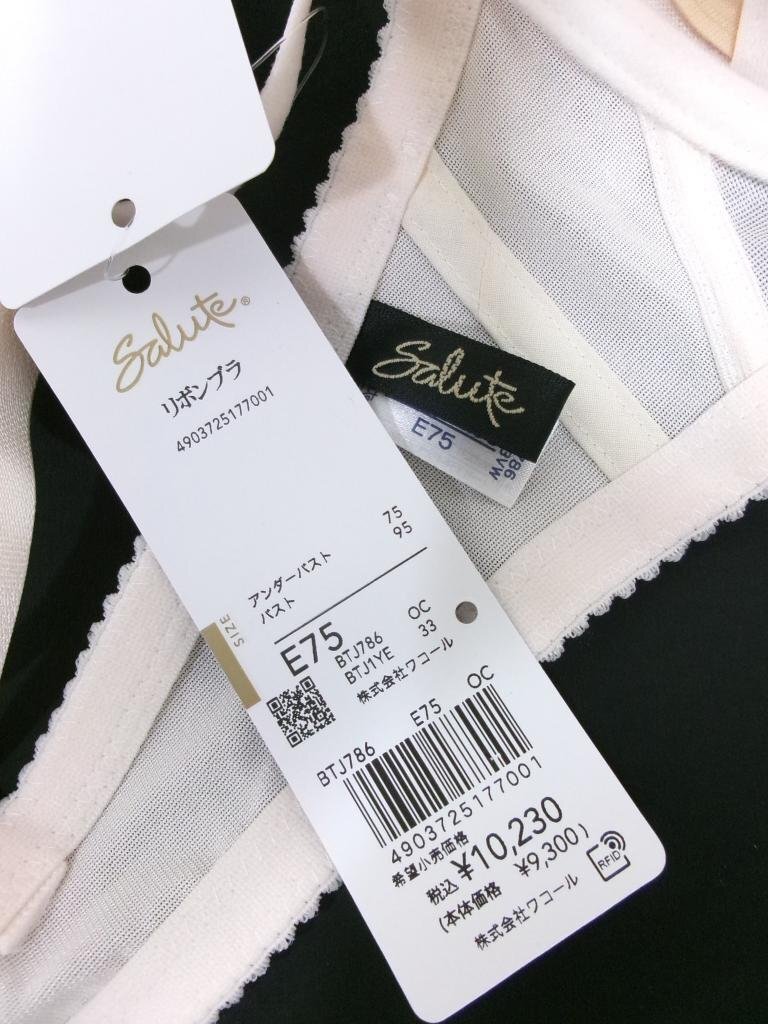 Salute®
リボンブラ
4903725177001
アンダーバスト 75
バスト 95
SIZE
E75 BTJ786 OC
BTJ1YE 33
株式会社ワコール
BTJ786 E75 OC
4903725177001
希望小売価格
税込 ¥10,230
(本体価格 ¥9,300)
株式会社ワコール
RFID
Salute
E75